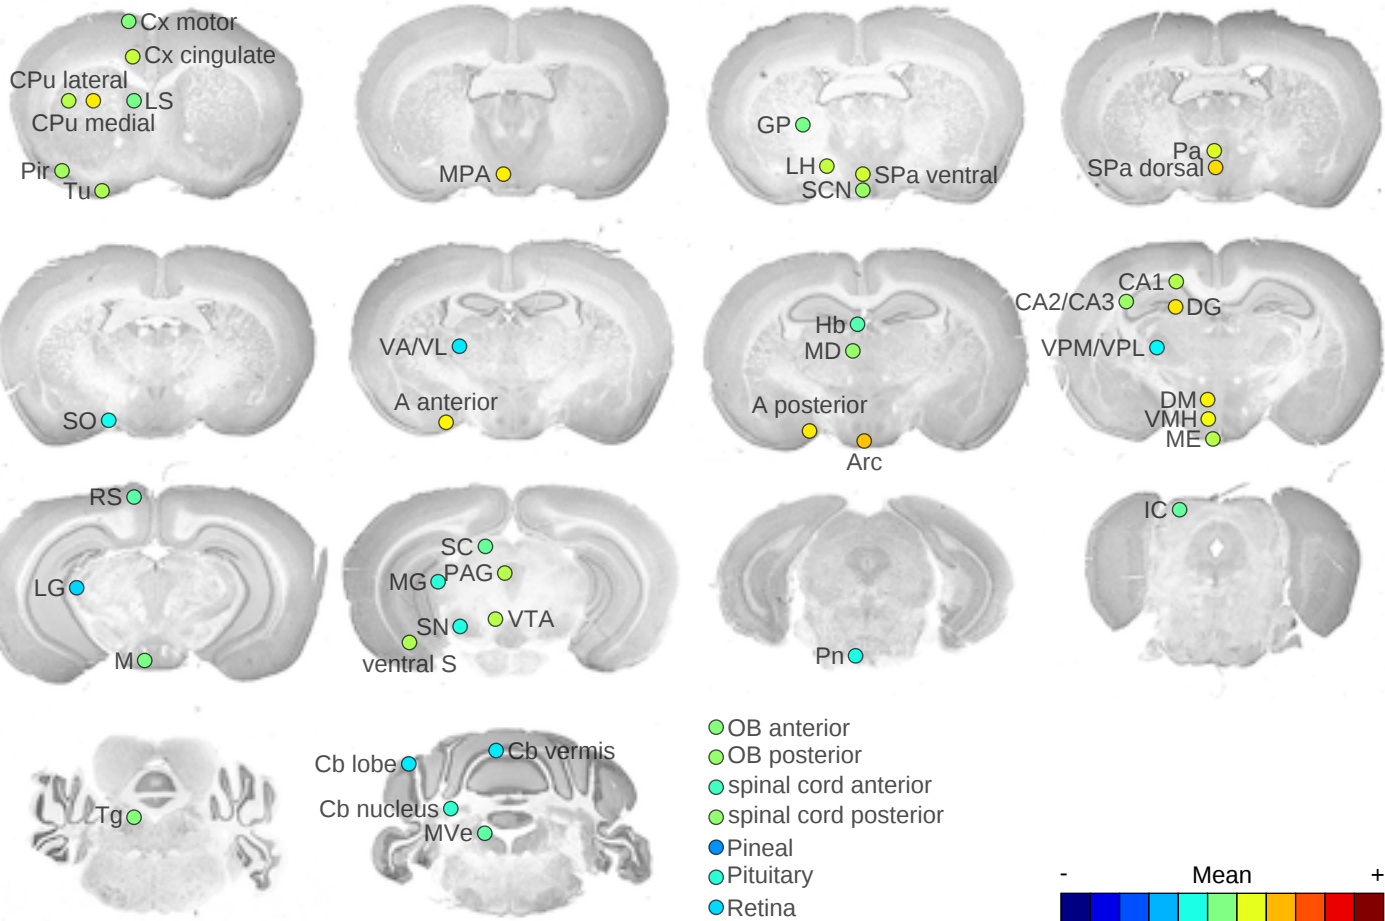 Cx motor
Cx cingulate
CPu lateral
LS
CPu medial
Pir
Tu
MPA
GP
LH
SPa ventral
SCN
Pa
SPa dorsal
SO
VA/VL
A anterior
Hb
MD
A posterior
Arc
CA1
CA2/CA3
DG
VPM/VPL
DM
VMH
ME
RS
LG
M
SC
MG
PAG
SN
VTA
ventral S
Pn
IC
Tg
Cb lobe
Cb vermis
Cb nucleus
MVe
OB anterior
OB posterior
spinal cord anterior
spinal cord posterior
Pineal
Pituitary
Retina
- Mean +